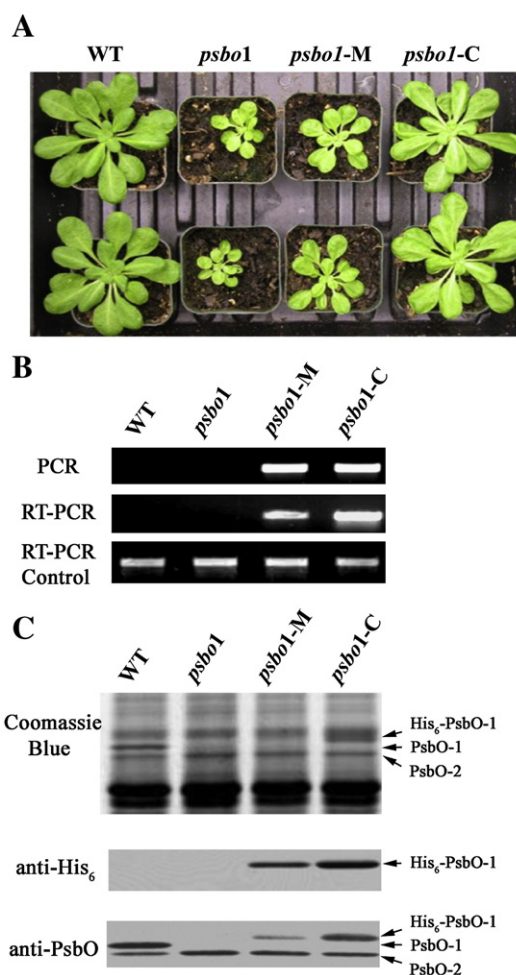 A
WT psbo1 psbo1-M psbo1-C
B
WT psbo1 psbo1-M psbo1-C
PCR
RT-PCR
RT-PCR
Control
C
WT psbo1 psbo1-M psbo1-C
Coomassie
Blue
His6-PsbO-1
PsbO-1
PsbO-2
anti-His6
His6-PsbO-1
anti-PsbO
His6-PsbO-1
PsbO-1
PsbO-2